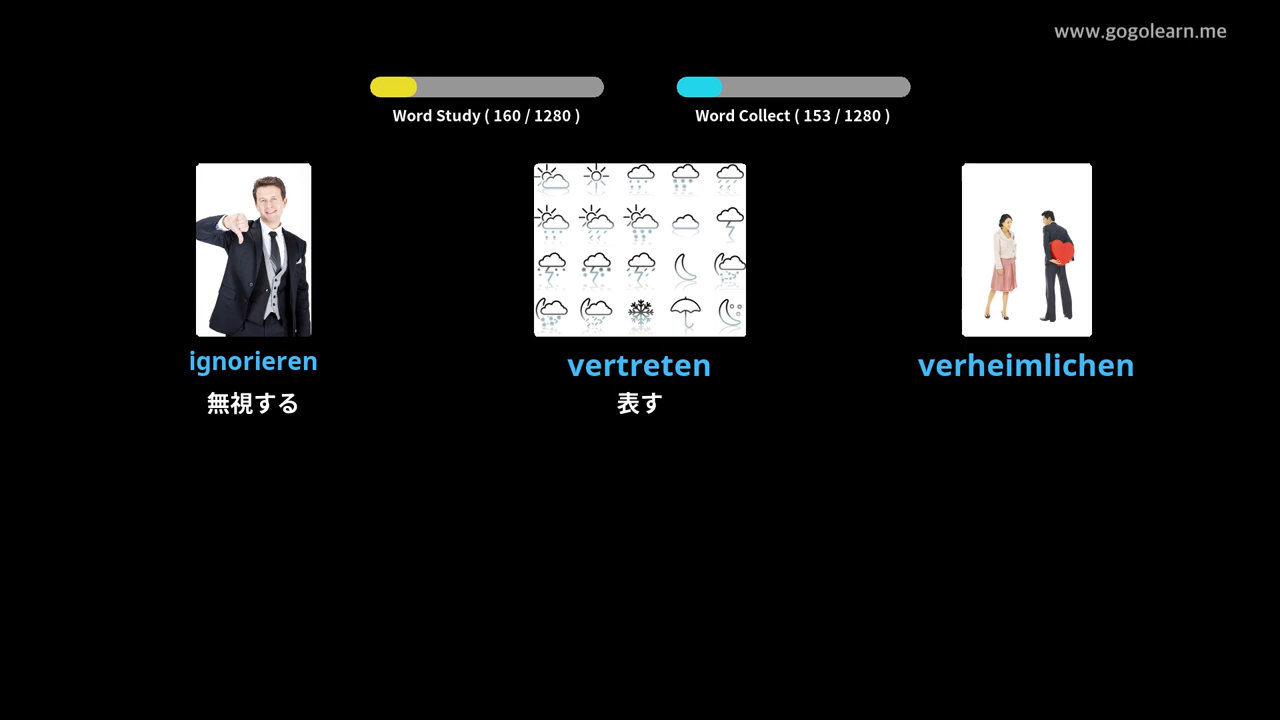 www.gogolearn.me
Word Study ( 160 / 1280 )
Word Collect ( 153 / 1280 )
ignorieren
vertreten
verheimlichen
無視する
表す